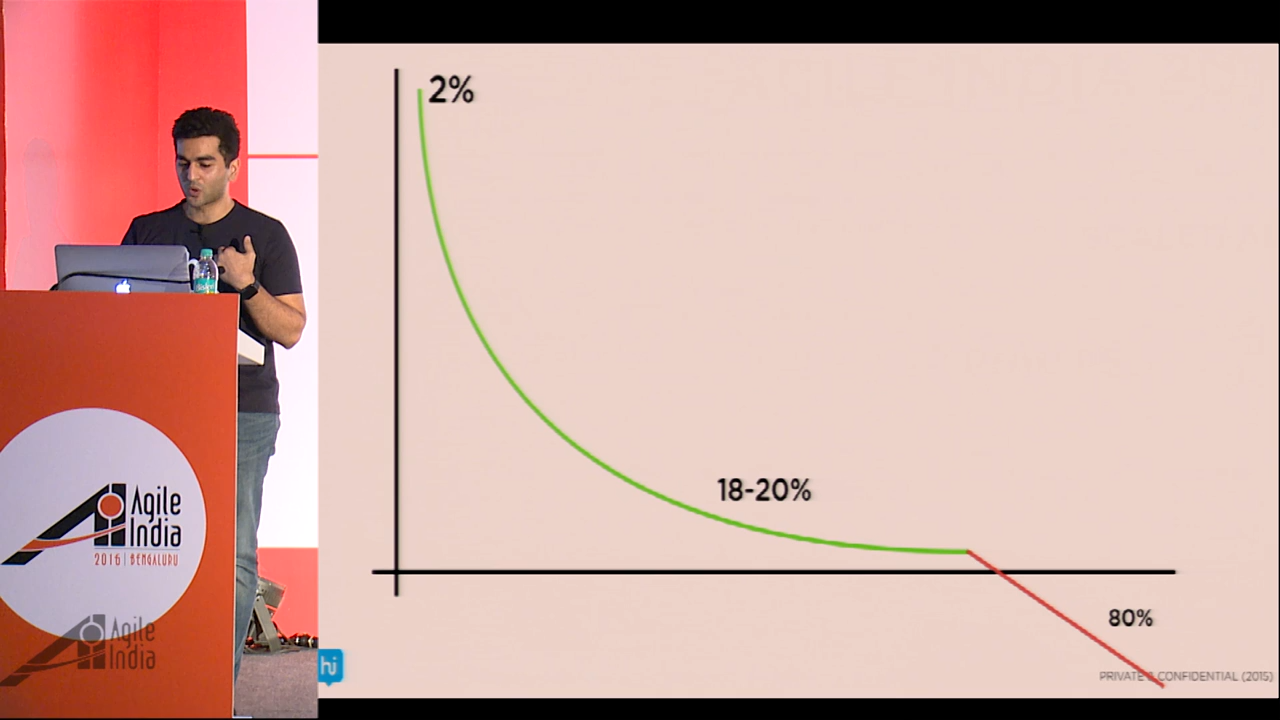 2%
18-20%
80%
hi
PRIVATE & CONFIDENTIAL (2015)
Agile
India
2016 | BENGALURU
Agile
India